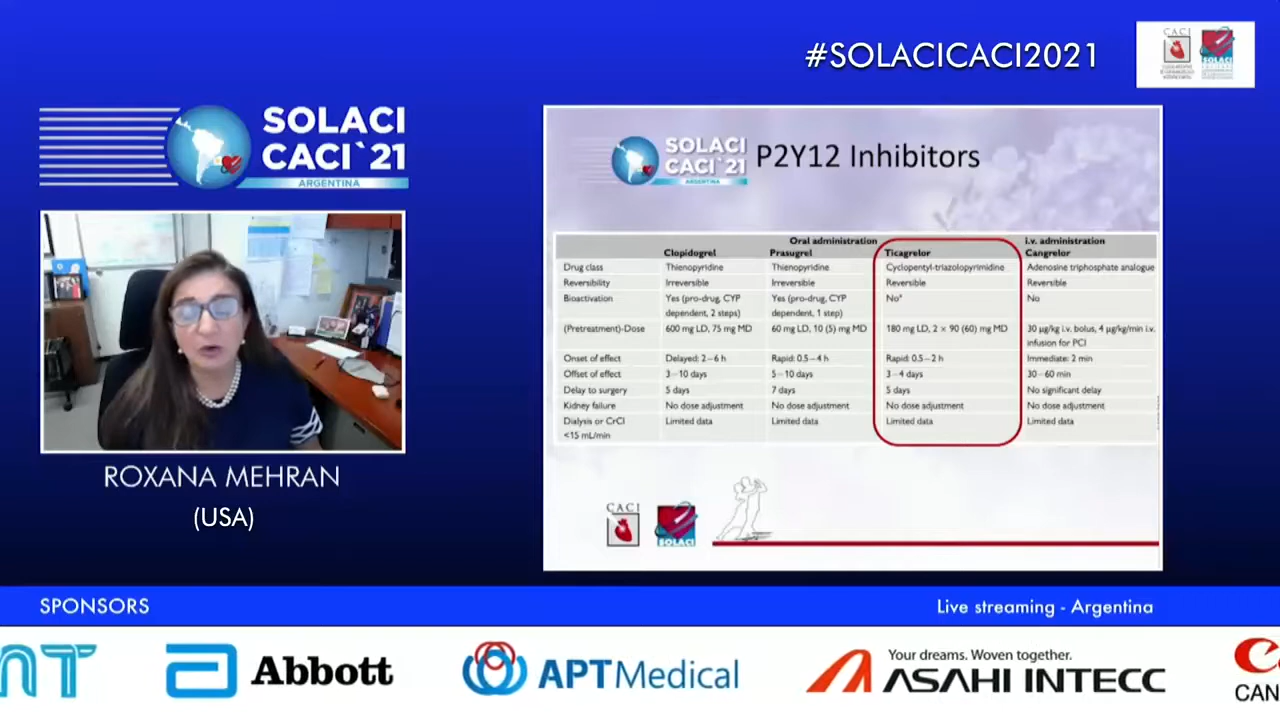 #SOLACICACI2021
CACI
SOLACI
CACI`21
ARGENTINA
ROXANA MEHRAN
(USA)
SOLACI
CACI`21
ARGENTINA
P2Y12 Inhibitors
Oral administration i.v. administration
Clopidogrel Prasugrel Ticagrelor Cangrelor
Drug class Thienopyridine Thienopyridine Cyclopentyl-triazolopyrimidine Adenosine triphosphate analogue
Reversibility Irreversible Irreversible Reversible Reversible
Bioactivation Yes (pro-drug, CYP Yes (pro-drug, CYP No* No
dependent, 2 steps) dependent, 1 step)
(Pretreatment)-Dose 600 mg LD, 75 mg MD 60 mg LD, 10 (5) mg MD 180 mg LD, 2 × 90 (60) mg MD 30 µg/kg i.v. bolus, 4 µg/kg/min i.v.
infusion for PCI
Onset of effect Delayed: 2–6 h Rapid: 0.5–4 h Rapid: 0.5–2 h Immediate: 2 min
Offset of effect 3–10 days 5–10 days 3–4 days 30–60 min
Delay to surgery 5 days 7 days 5 days No significant delay
Kidney failure No dose adjustment No dose adjustment No dose adjustment No dose adjustment
Dialysis or CrCl Limited data Limited data Limited data Limited data
<15 mL/min
CACI
SOLACI
SPONSORS
Live streaming - Argentina
NT
Abbott
APTMedical
Your dreams. Woven together.
ASAHI INTECC
CAN